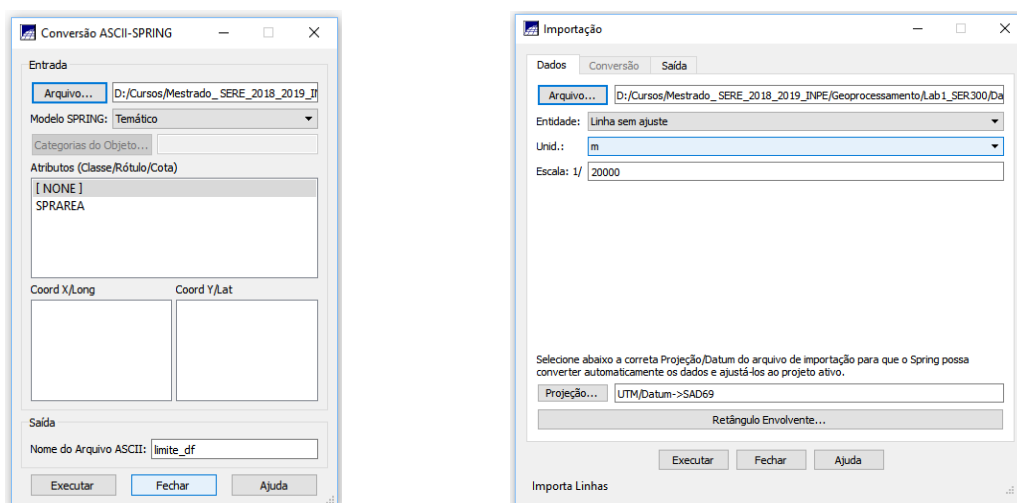 Conversão ASCII-SPRING
Entrada
Arquivo... D:/Cursos/Mestrado_ SERE_2018_2019_II
Modelo SPRING: Temático
Categorias do Objeto...
Atributos (Classe/Rótulo/Cota)
[ NONE ]
SPRAREA
Coord X/Long Coord Y/Lat
Saída
Nome do Arquivo ASCII: limite_df
Executar Fechar Ajuda
Importação
Dados Conversão Saída
Arquivo... D:/Cursos/Mestrado_ SERE_2018_2019_INPE/Geoprocessamento/Lab1_SER300/Da
Entidade: Linha sem ajuste
Unid.: m
Escala: 1/ 20000
Selecione abaixo a correta Projeção/Datum do arquivo de importação para que o Spring possa
converter automaticamente os dados e ajustá-los ao projeto ativo.
Projeção... UTM/Datum->SAD69
Retângulo Envolvente...
Executar Fechar Ajuda
Importa Linhas